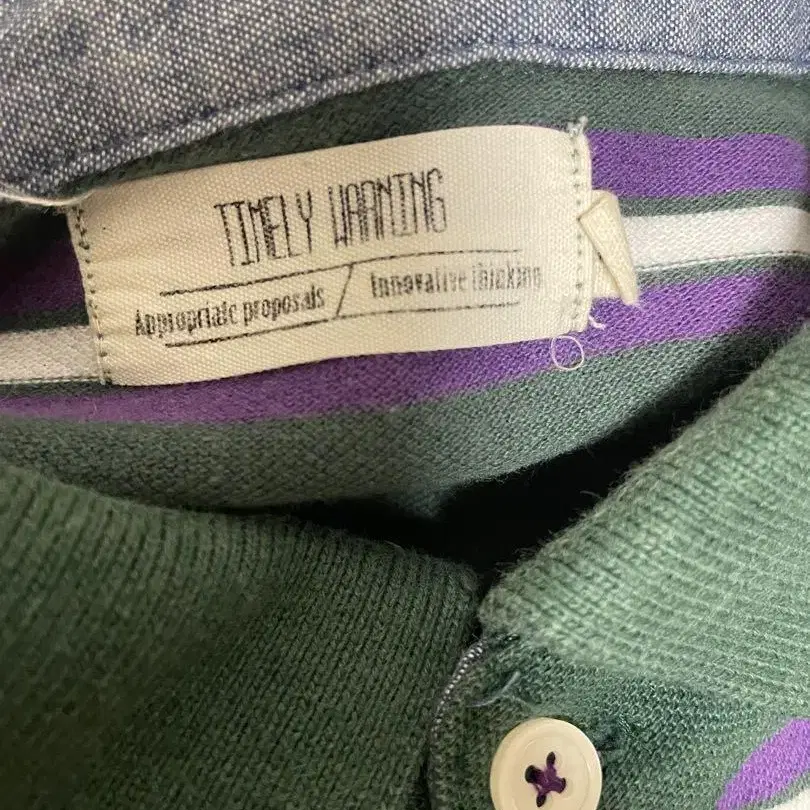 TIMELY WARNING
Appropriate proposals / Innovative thinking